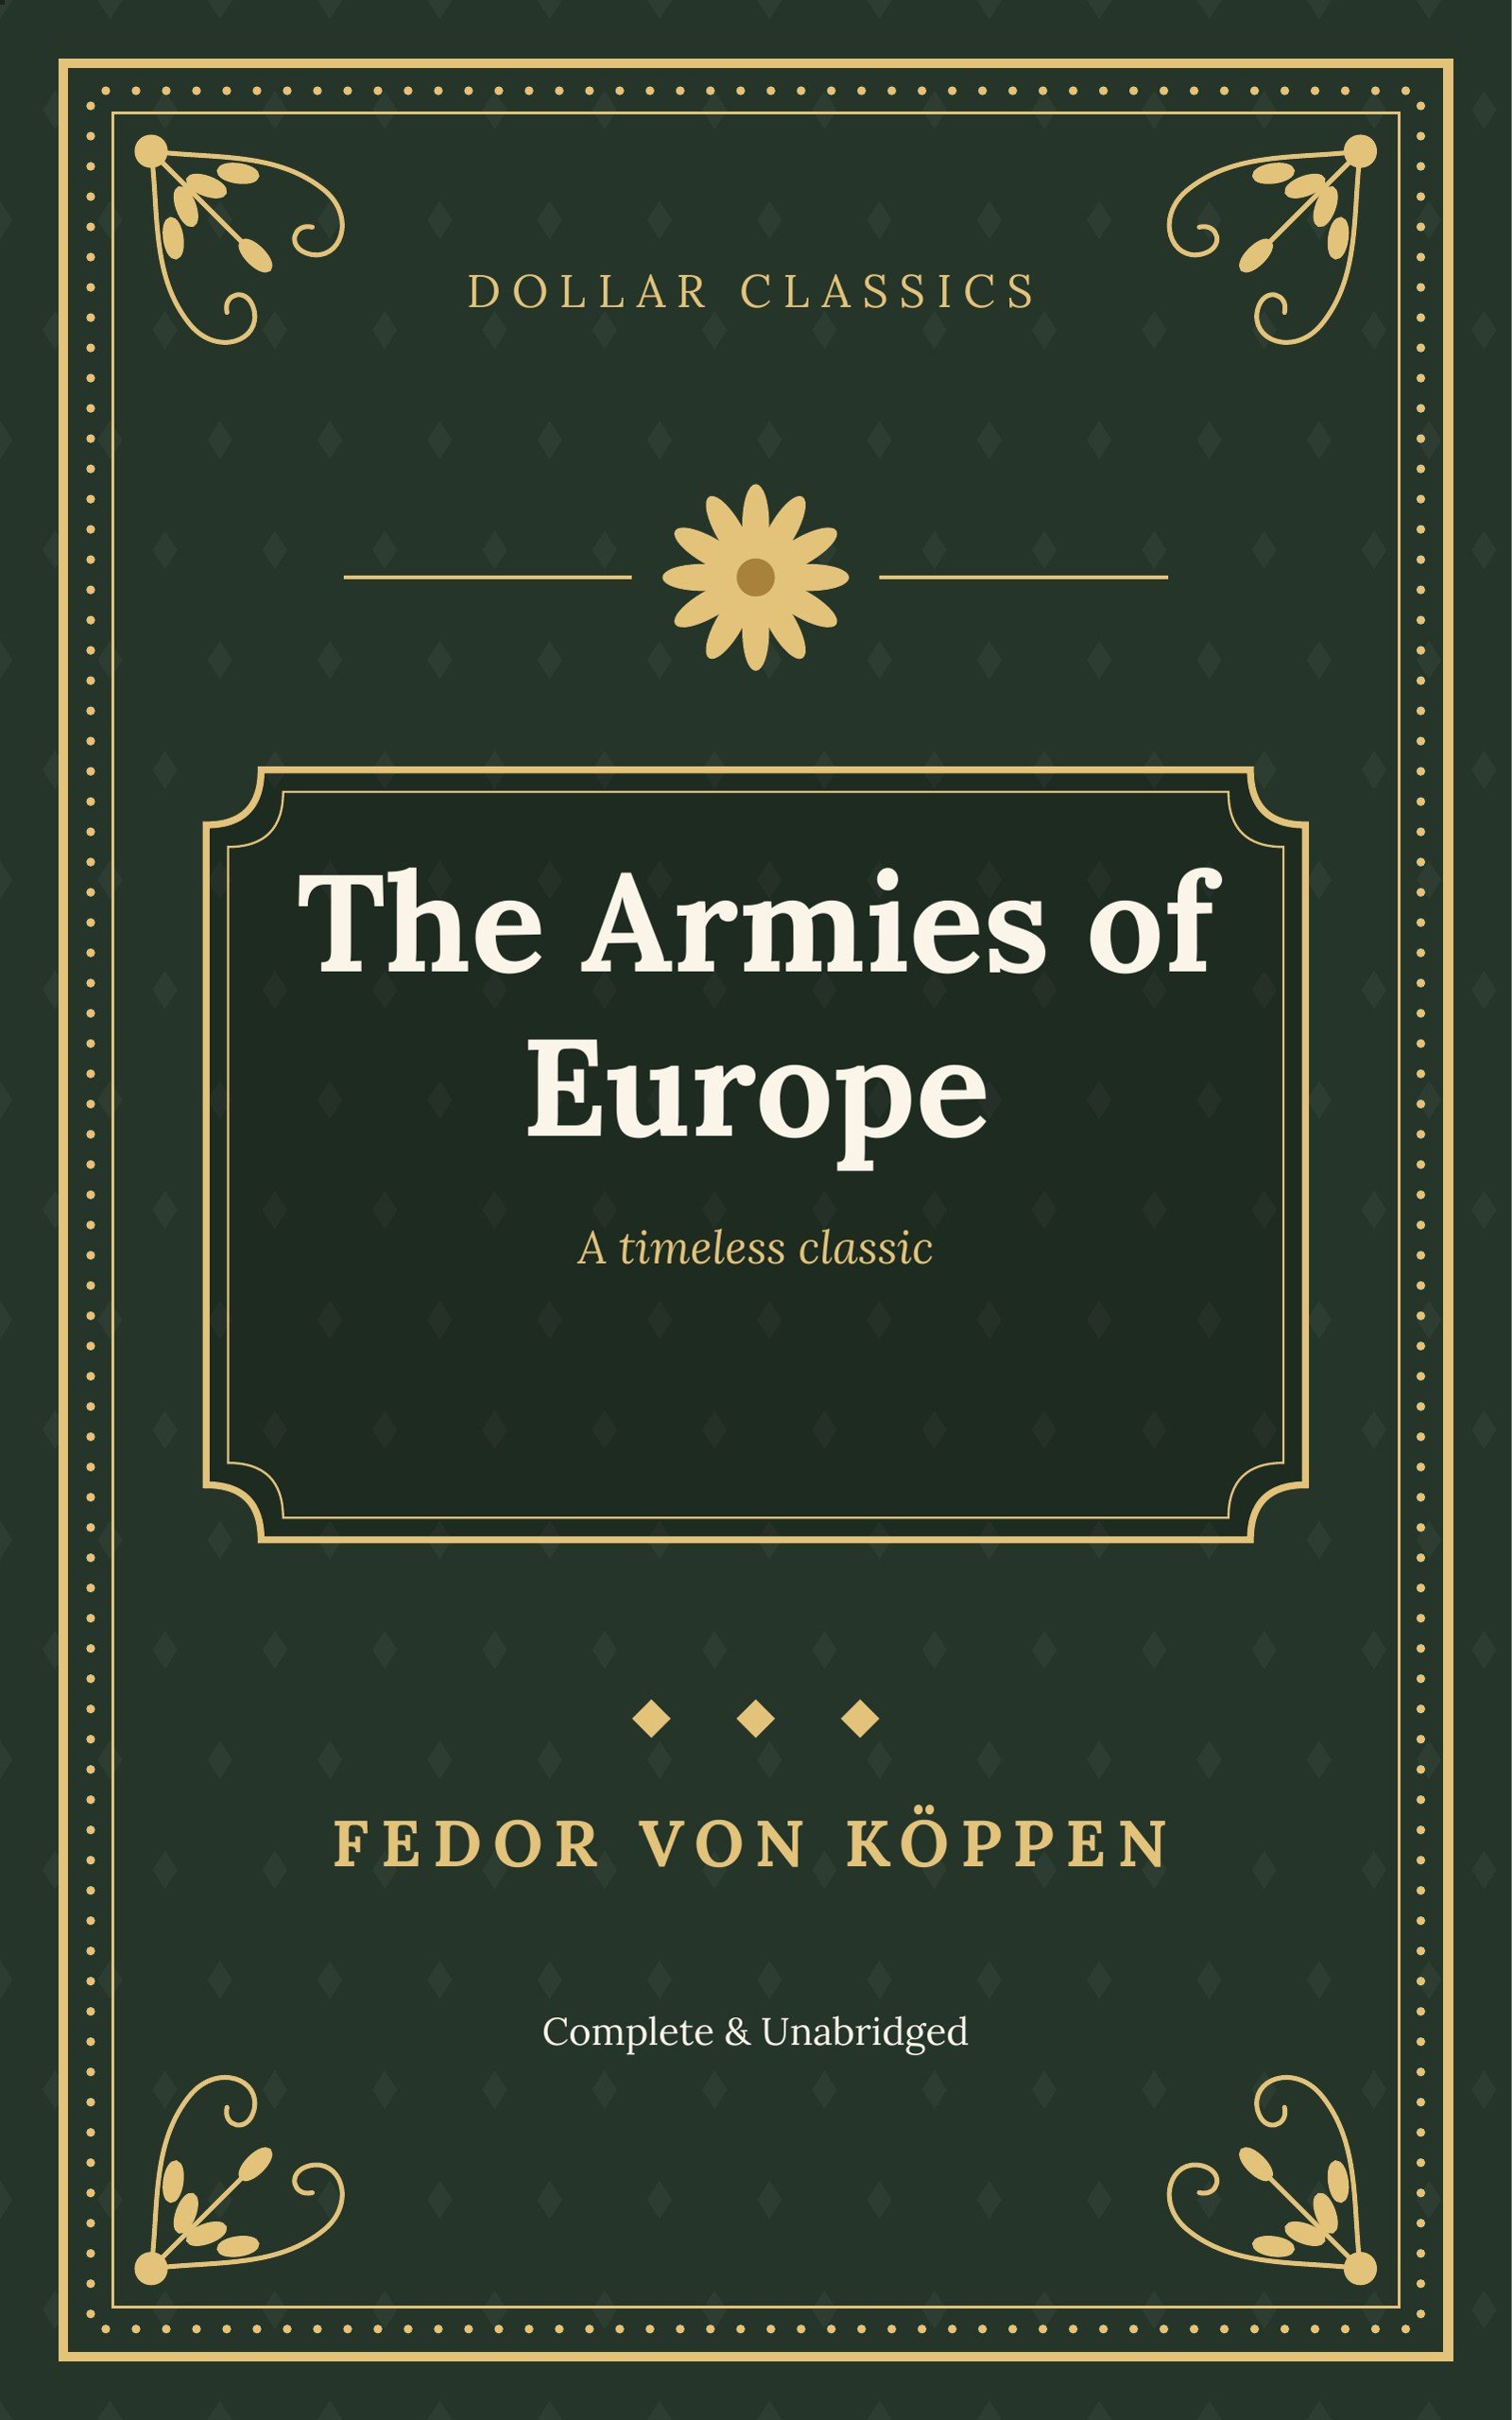 DOLLAR CLASSICS
The Armies of
Europe
A timeless classic
FEDOR VON KÖPPEN
Complete & Unabridged